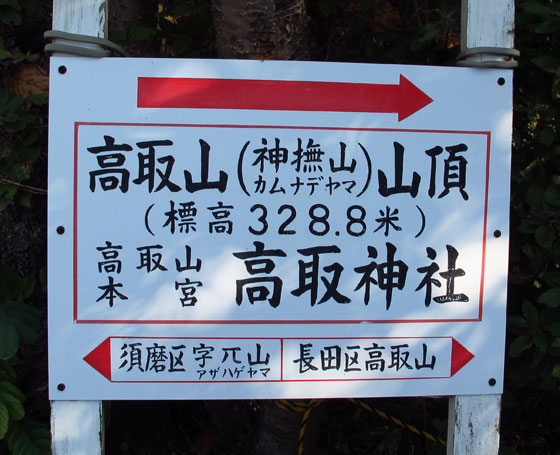 高取山(神撫山)山頂
カムナデヤマ
(標高328.8米)
高取山本宮 高取神社
須磨区字兀山 長田区高取山
アザハゲヤマ